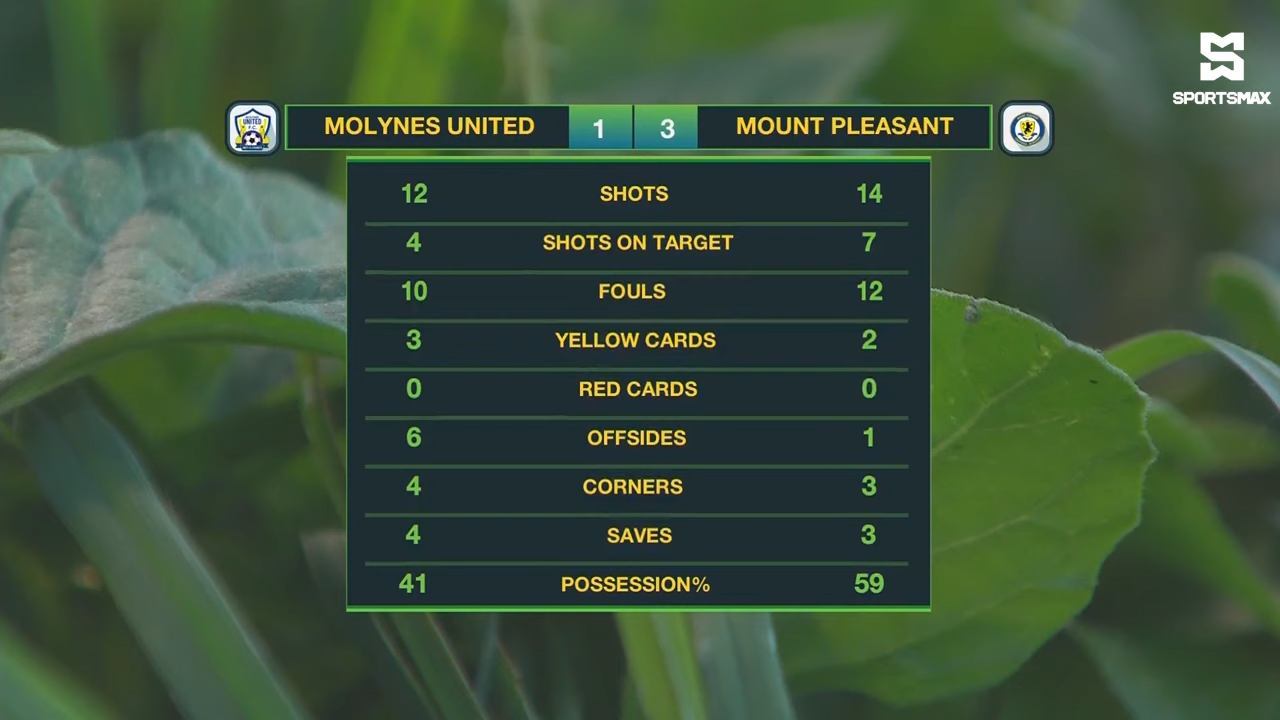 SPORTSMAX
MOLYNES UNITED 1 3 MOUNT PLEASANT
12 SHOTS 14
4 SHOTS ON TARGET 7
10 FOULS 12
3 YELLOW CARDS 2
0 RED CARDS 0
6 OFFSIDES 1
4 CORNERS 3
4 SAVES 3
41 POSSESSION% 59